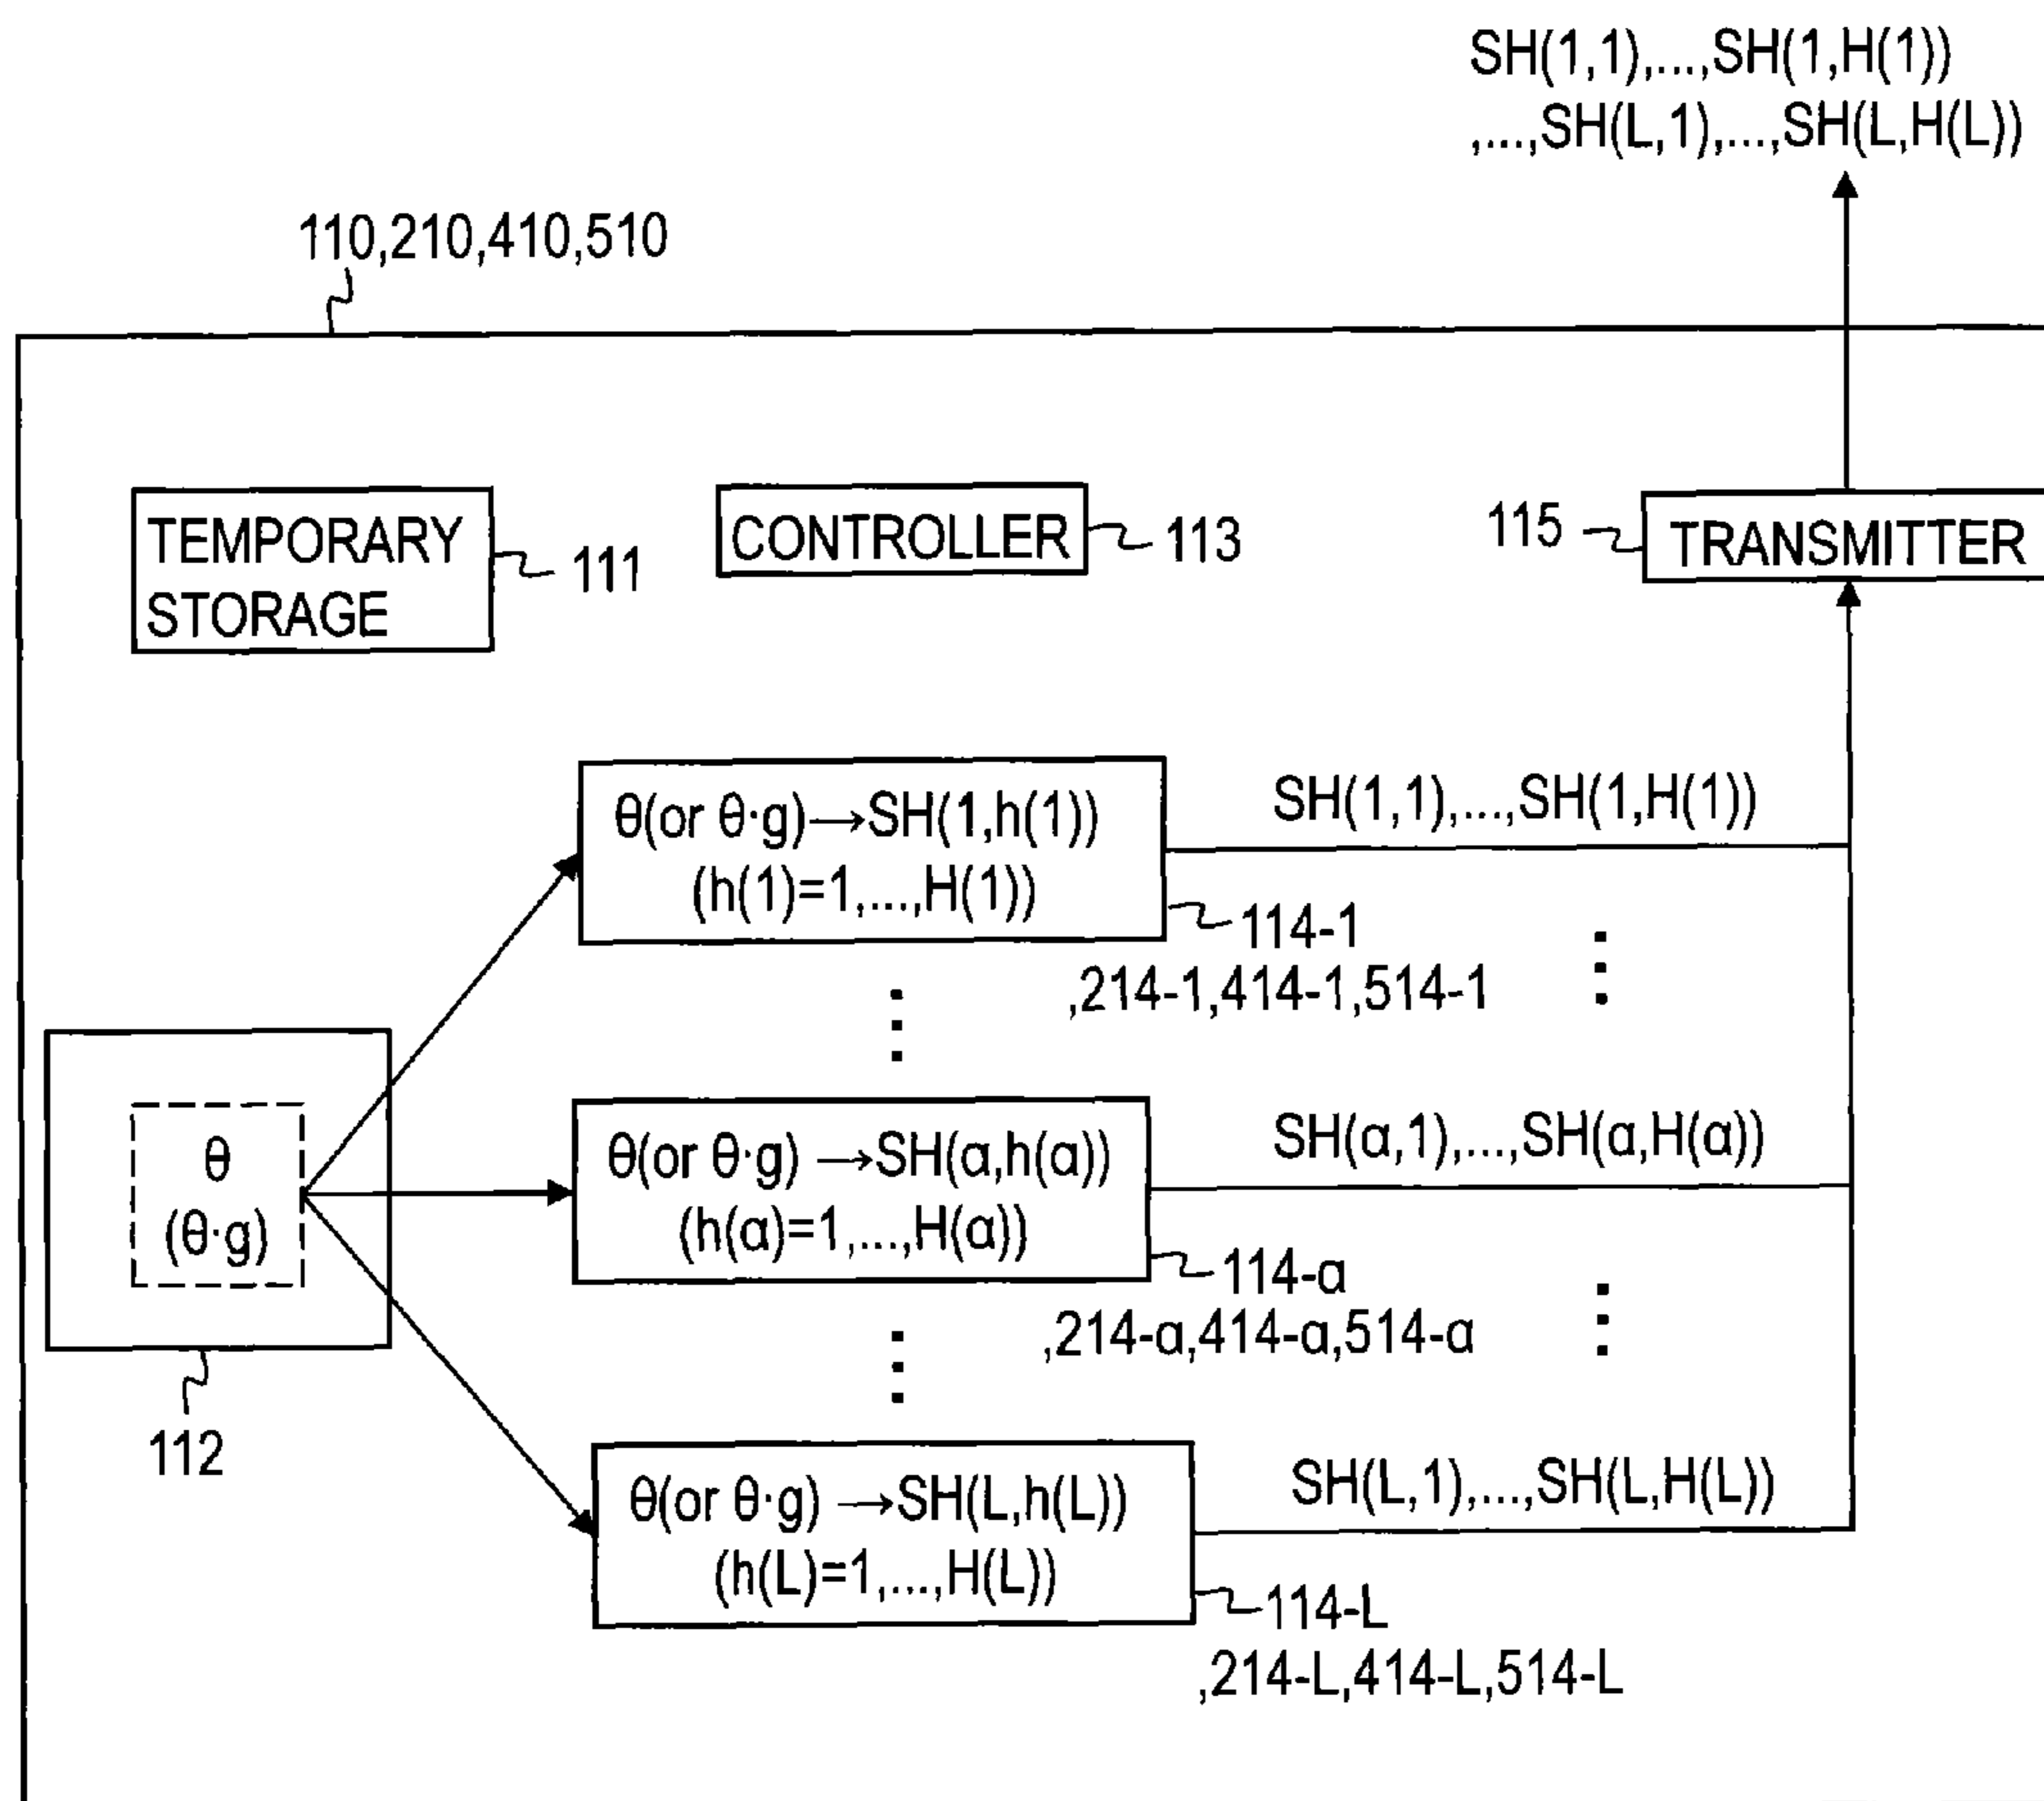 SH(1,1),...,SH(1,H(1))
,...,SH(L,1),...,SH(L,H(L))
110,210,410,510
TEMPORARY
STORAGE
111
CONTROLLER
113
115
TRANSMITTER
θ(or θ·g)→SH(1,h(1))
(h(1)=1,...,H(1))
SH(1,1),...,SH(1,H(1))
114-1
,214-1,414-1,514-1
θ
(θ·g)
112
θ(or θ·g) →SH(α,h(α))
(h(α)=1,...,H(α))
SH(α,1),...,SH(α,H(α))
114-α
,214-α,414-α,514-α
θ(or θ·g) →SH(L,h(L))
(h(L)=1,...,H(L))
SH(L,1),...,SH(L,H(L))
114-L
,214-L,414-L,514-L